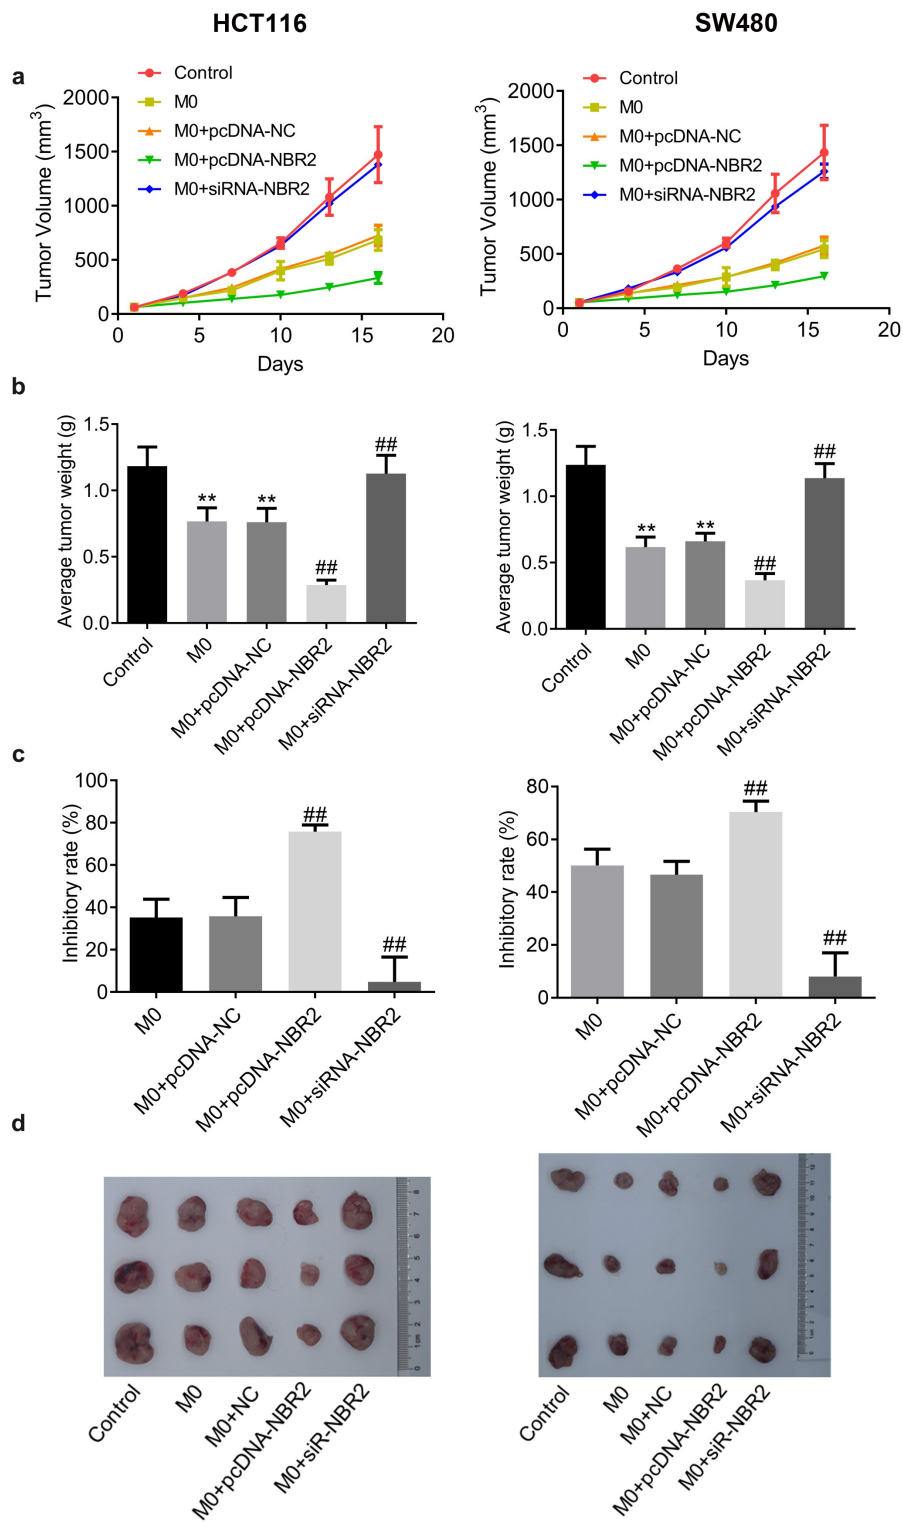 HCT116
SW480
a
Control
M0
M0+pcDNA-NC
M0+pcDNA-NBR2
M0+siRNA-NBR2
Tumor Volume (mm3)
2000
1500
1000
500
0
0 5 10 15 20
Days
Control
M0
M0+pcDNA-NC
M0+pcDNA-NBR2
M0+siRNA-NBR2
Tumor Volume (mm3)
2000
1500
1000
500
0
0 5 10 15 20
Days
b
Average tumor weight (g)
1.5
1.0
0.5
0.0
** ** ## ##
Control
M0
M0+pcDNA-NC
M0+pcDNA-NBR2
M0+siRNA-NBR2
Average tumor weight (g)
1.5
1.0
0.5
0.0
** ** ## ##
Control
M0
M0+pcDNA-NC
M0+pcDNA-NBR2
M0+siRNA-NBR2
c
Inhibitory rate (%)
100
80
60
40
20
0
## ##
M0
M0+pcDNA-NC
M0+pcDNA-NBR2
M0+siRNA-NBR2
Inhibitory rate (%)
80
60
40
20
0
## ##
M0
M0+pcDNA-NC
M0+pcDNA-NBR2
M0+siRNA-NBR2
d
Control
M0
M0+NC
M0+pcDNA-NBR2
M0+siR-NBR2
Control
M0
M0+NC
M0+pcDNA-NBR2
M0+siR-NBR2